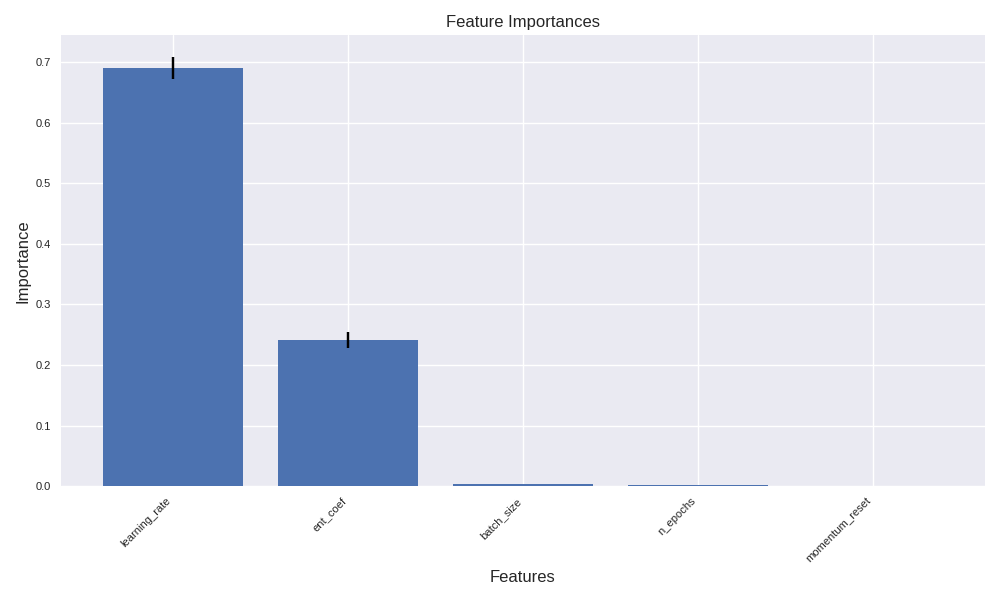 Feature Importances
Importance
0.7
0.6
0.5
0.4
0.3
0.2
0.1
0.0
learning_rate
ent_coef
batch_size
n_epochs
momentum_reset
Features